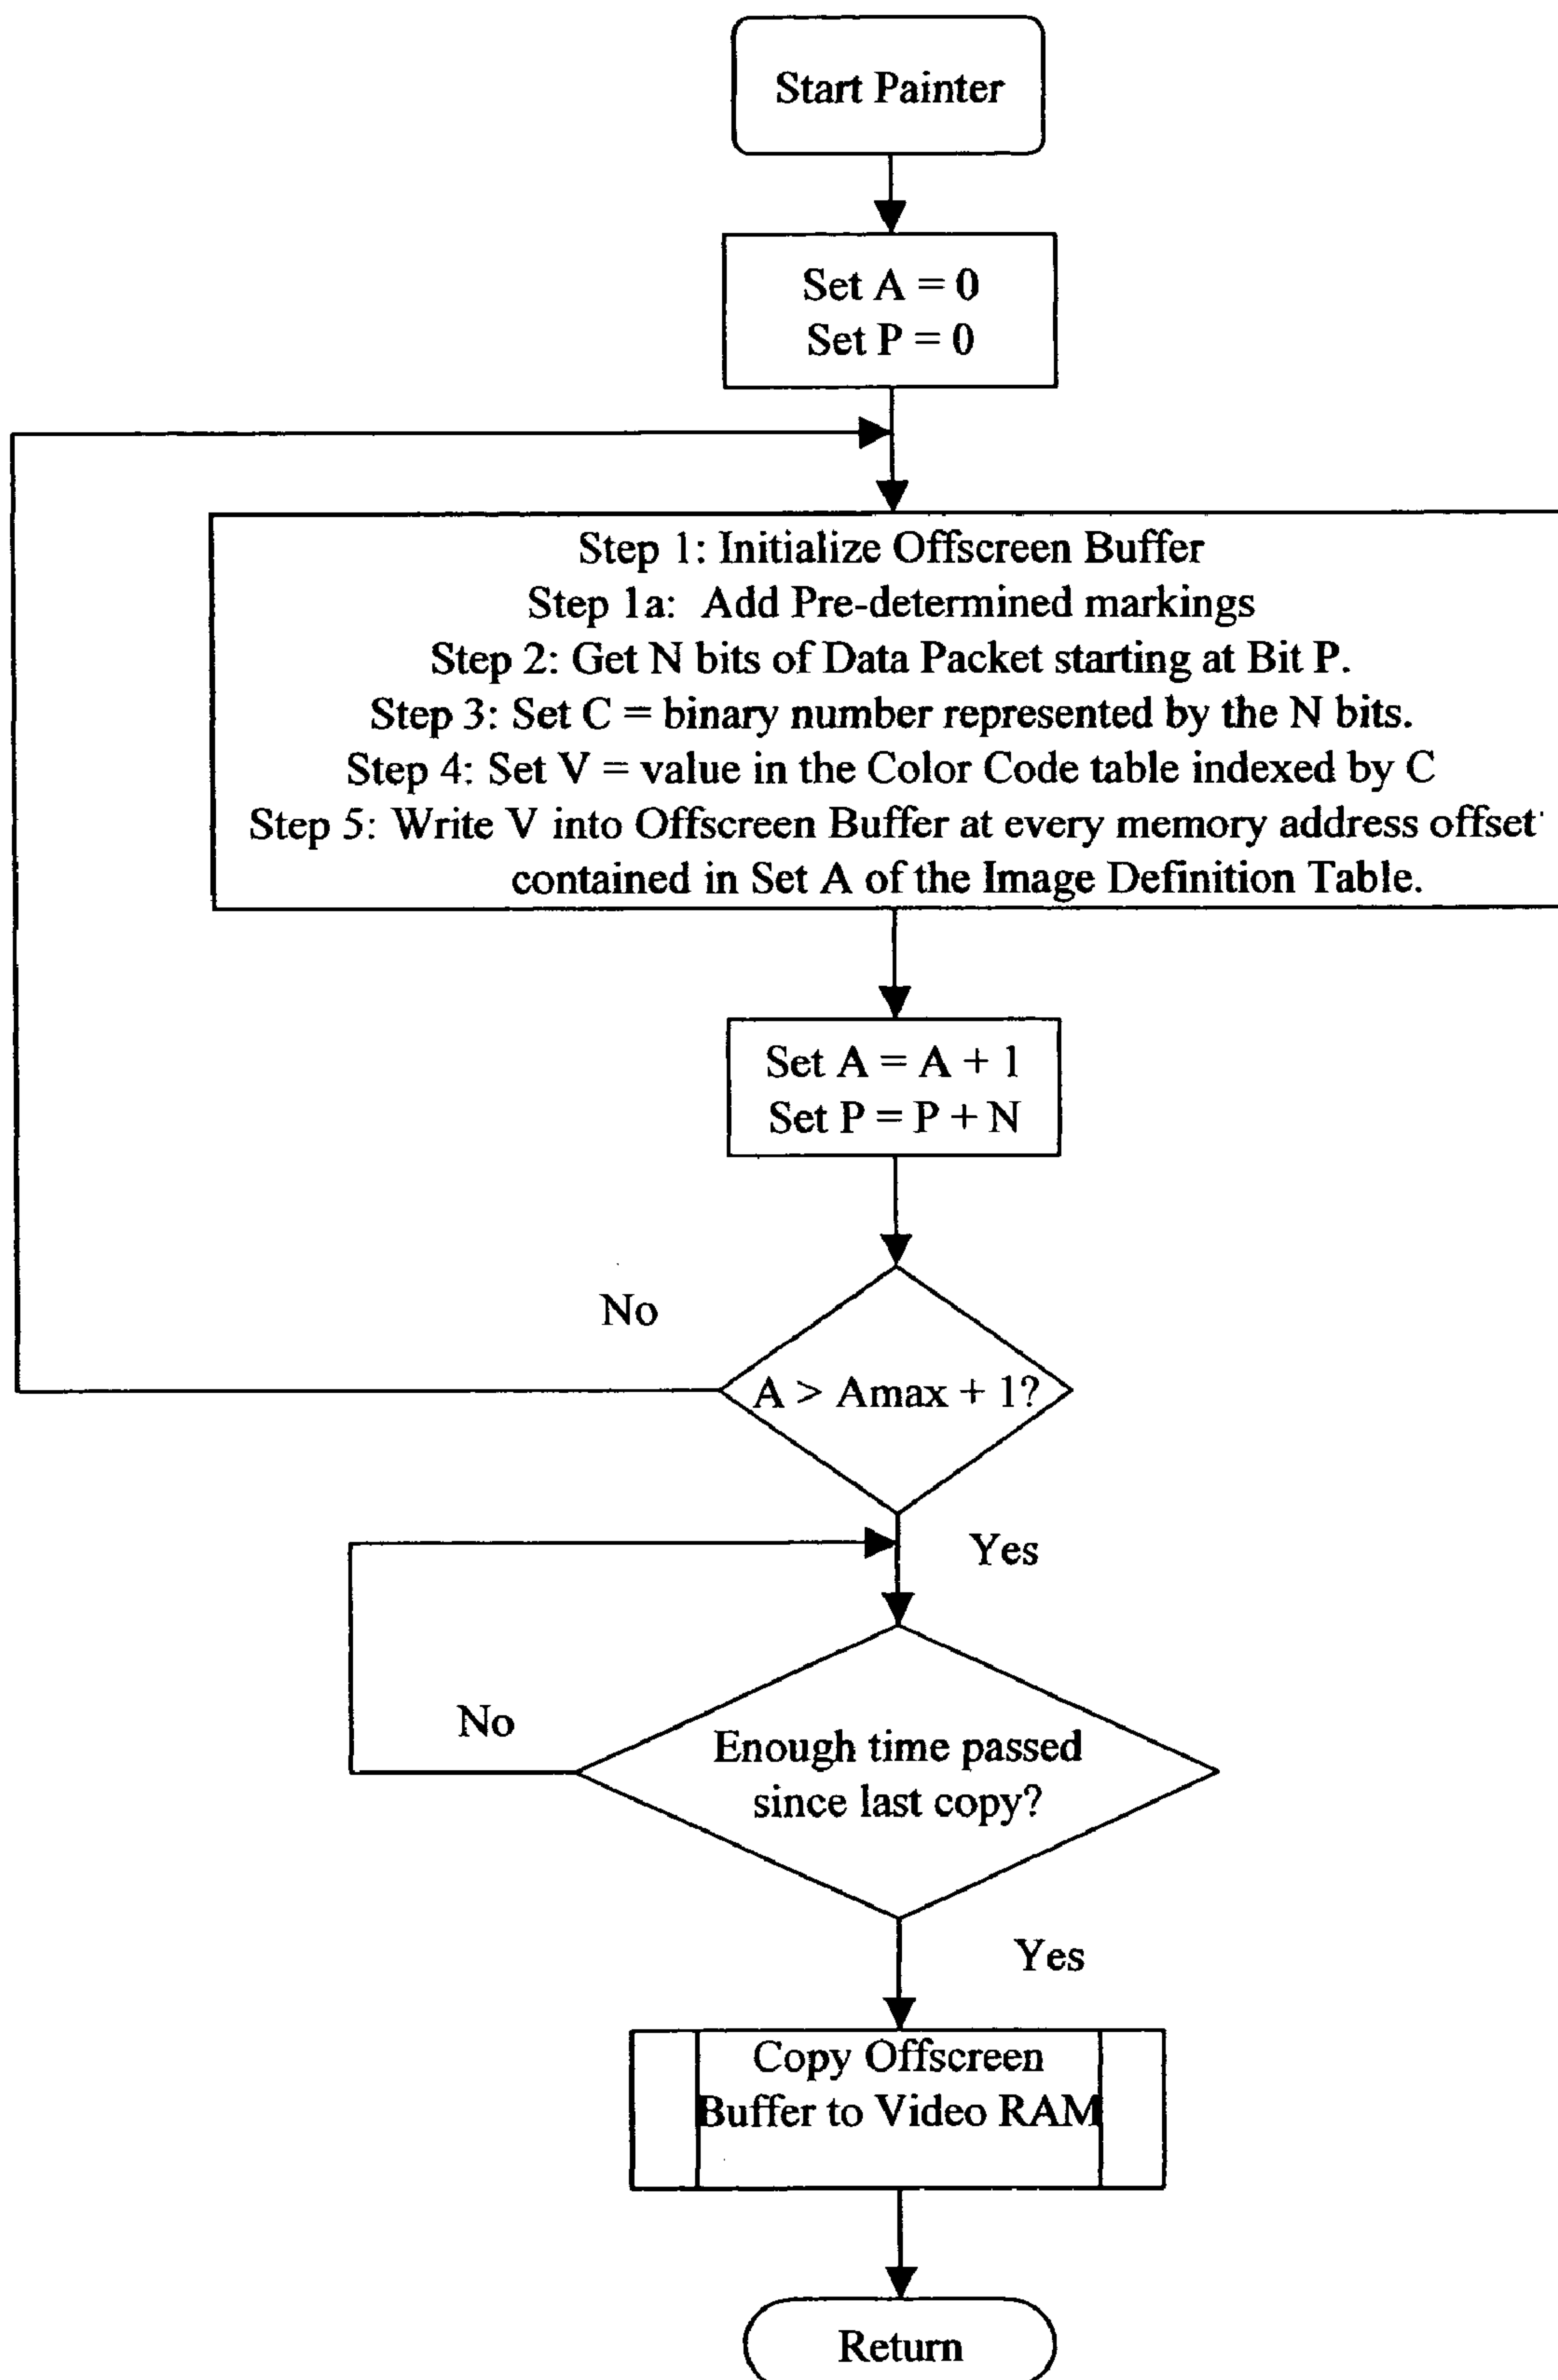 Start Painter
Set A = 0
Set P = 0
Step 1: Initialize Offscreen Buffer
Step 1a: Add Pre-determined markings
Step 2: Get N bits of Data Packet starting at Bit P.
Step 3: Set C = binary number represented by the N bits.
Step 4: Set V = value in the Color Code table indexed by C
Step 5: Write V into Offscreen Buffer at every memory address offset
contained in Set A of the Image Definition Table.
Set A = A + 1
Set P = P + N
No
A > Amax + 1?
Yes
No
Enough time passed
since last copy?
Yes
Copy Offscreen
Buffer to Video RAM
Return